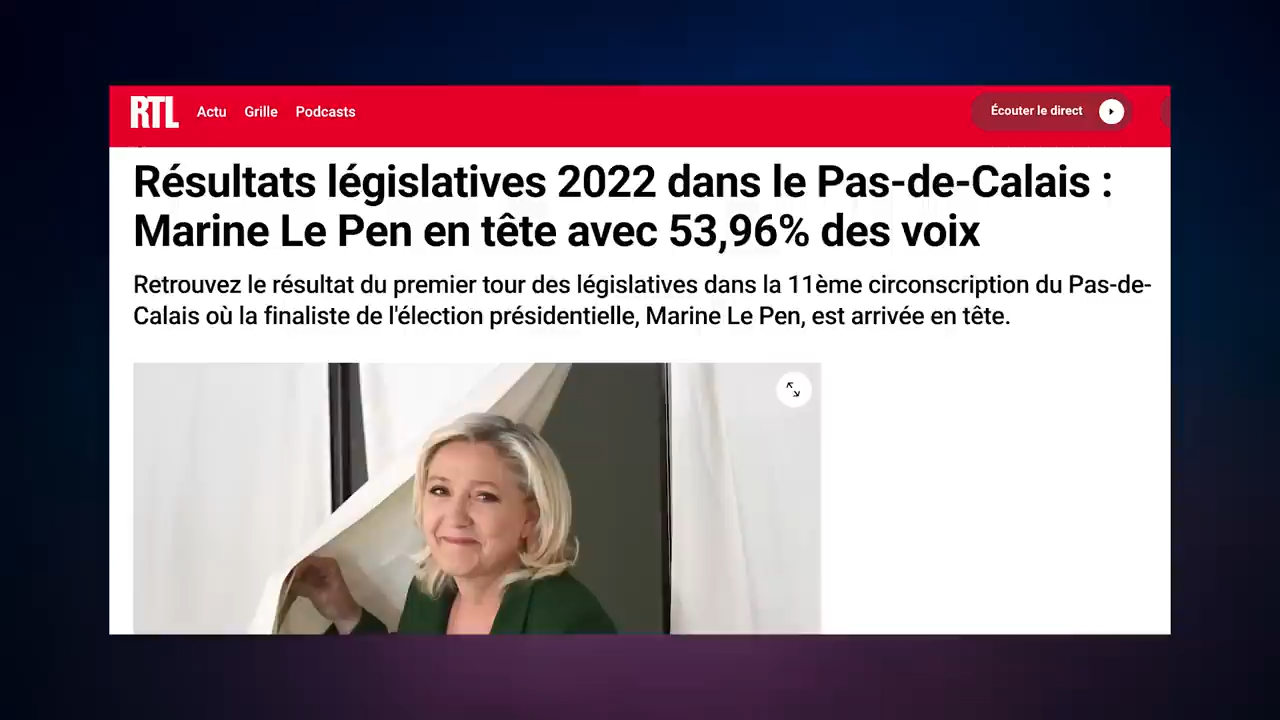 RTL Actu Grille Podcasts Écouter le direct
Résultats législatives 2022 dans le Pas-de-Calais :
Marine Le Pen en tête avec 53,96% des voix
Retrouvez le résultat du premier tour des législatives dans la 11ème circonscription du Pas-de-
Calais où la finaliste de l'élection présidentielle, Marine Le Pen, est arrivée en tête.